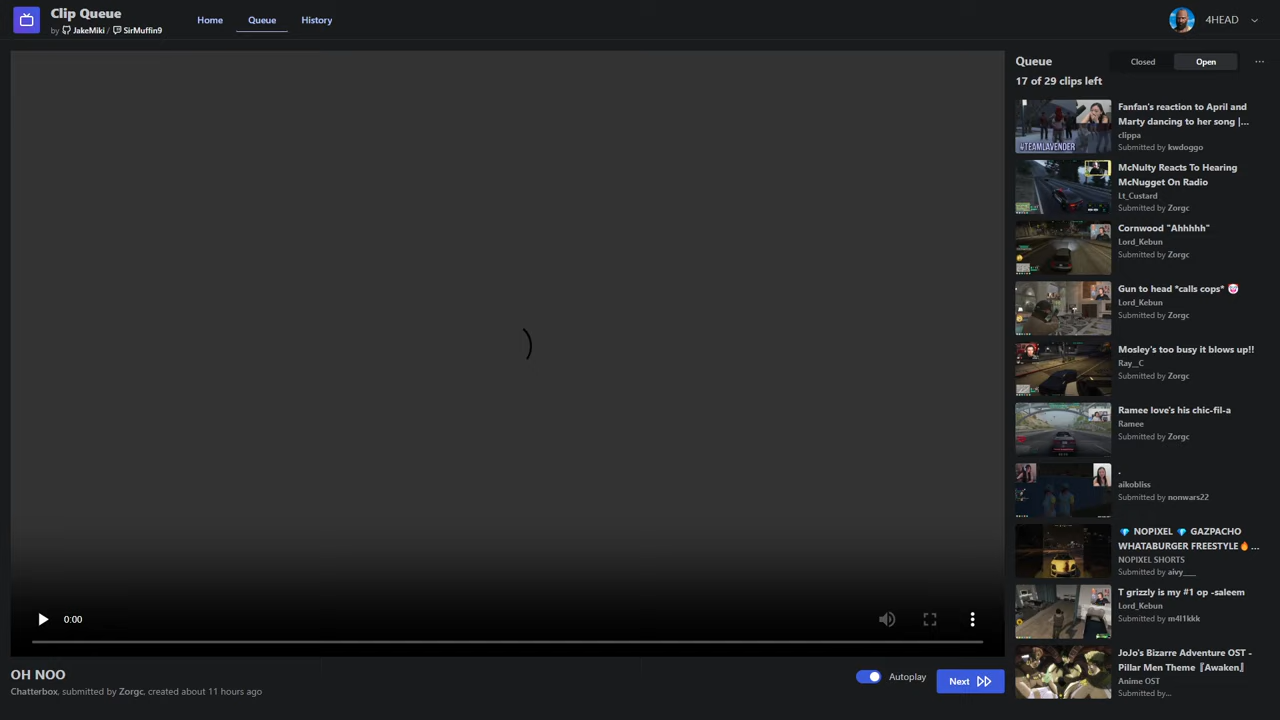 Clip Queue
by JakeMiki / SirMuffin9
Home
Queue
History
4HEAD
Queue
Closed
Open
17 of 29 clips left
#TEAMLAVENDER
Fanfan's reaction to April and
Marty dancing to her song |...
clippa
Submitted by kwdoggo
McNulty Reacts To Hearing
McNugget On Radio
Lt_Custard
Submitted by Zorgc
Cornwood "Ahhhhh"
Lord_Kebun
Submitted by Zorgc
Gun to head *calls cops* 🤡
Lord_Kebun
Submitted by Zorgc
Mosley's too busy it blows up!!
Ray__C
Submitted by Zorgc
Ramee love's his chic-fil-a
Ramee
Submitted by Zorgc
.
aikobliss
Submitted by nonwars22
💎 NOPIXEL 💎 GAZPACHO
WHATABURGER FREESTYLE🔥...
NOPIXEL SHORTS
Submitted by aivy___
T grizzly is my #1 op -saleem
Lord_Kebun
Submitted by m4l1kkk
JoJo's Bizarre Adventure OST -
Pillar Men Theme『Awaken』
Anime OST
Submitted by...
0:00
OH NOO
Chatterbox, submitted by Zorgc, created about 11 hours ago
Autoplay
Next